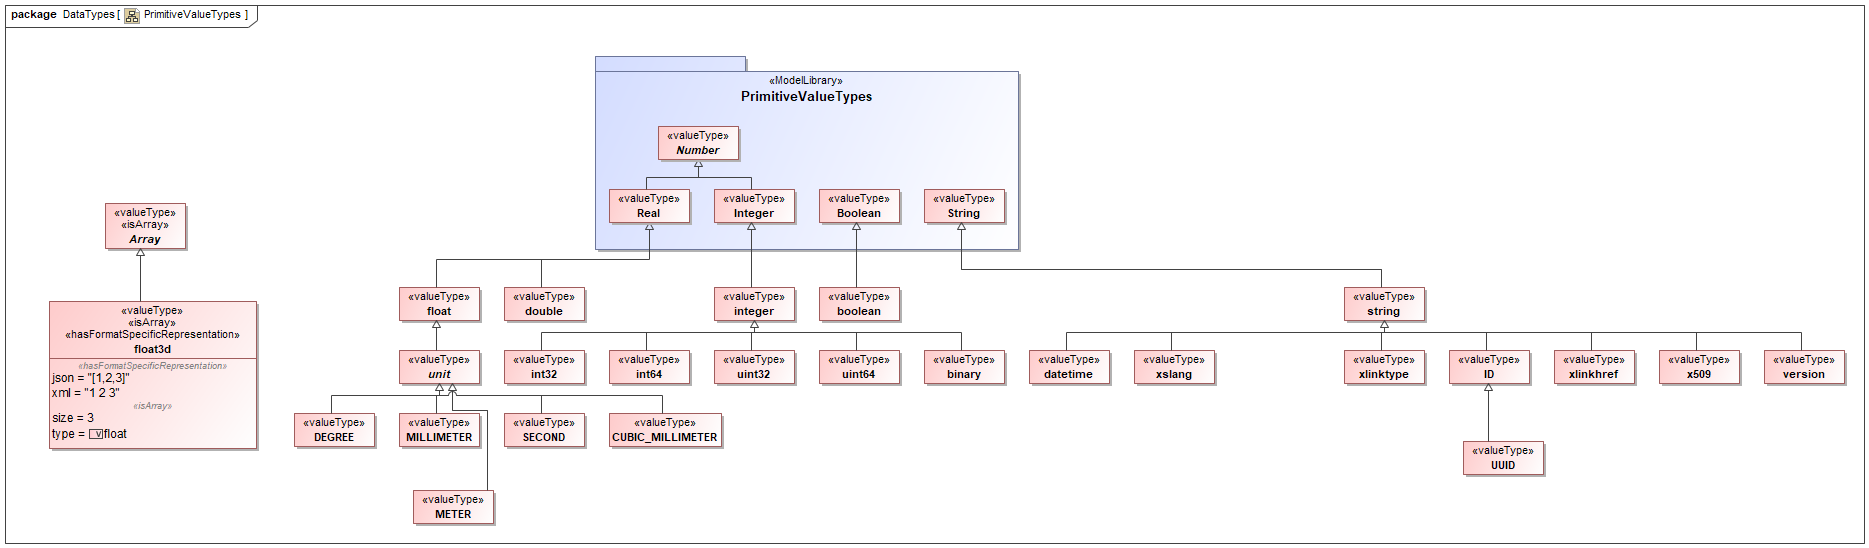 package DataTypes [ PrimitiveValueTypes ]
«ModelLibrary»
PrimitiveValueTypes
«valueType»
Number
«valueType»
Real
«valueType»
Integer
«valueType»
Boolean
«valueType»
String
«valueType»
«isArray»
Array
«valueType»
«isArray»
«hasFormatSpecificRepresentation»
float3d
«hasFormatSpecificRepresentation»
json = "[1,2,3]"
xml = "1 2 3"
«isArray»
size = 3
type = v float
«valueType»
float
«valueType»
double
«valueType»
integer
«valueType»
boolean
«valueType»
string
«valueType»
unit
«valueType»
int32
«valueType»
int64
«valueType»
uint32
«valueType»
uint64
«valueType»
binary
«valueType»
datetime
«valueType»
xslang
«valueType»
xlinktype
«valueType»
ID
«valueType»
xlinkhref
«valueType»
x509
«valueType»
version
«valueType»
DEGREE
«valueType»
MILLIMETER
«valueType»
SECOND
«valueType»
CUBIC_MILLIMETER
«valueType»
UUID
«valueType»
METER